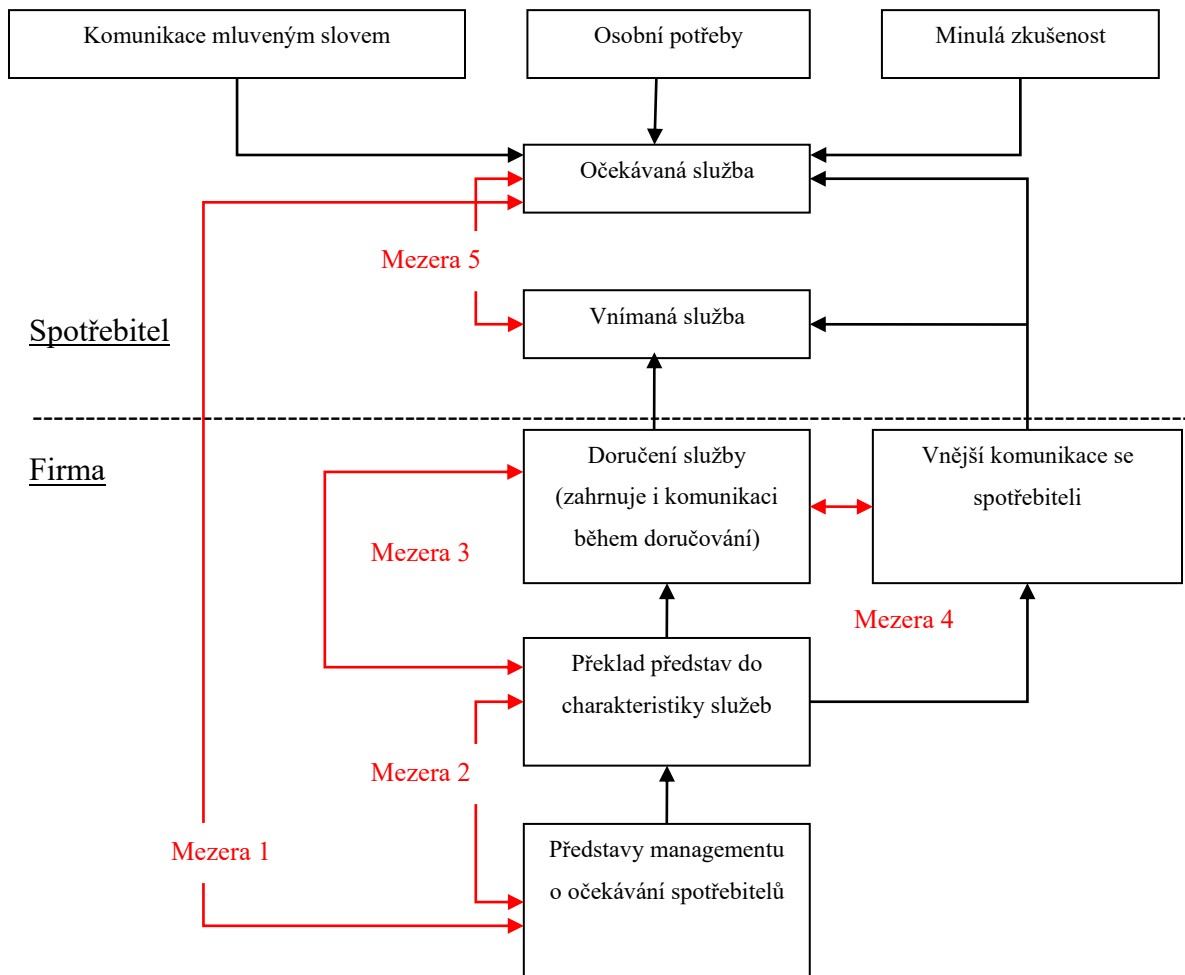 Komunikace mluveným slovem
Osobní potřeby
Minulá zkušenost
Očekávaná služba
Mezera 5
Vnímaná služba
Spotřebitel
Firma
Doručení služby
(zahrnuje i komunikaci
během doručování)
Vnější komunikace se
spotřebiteli
Mezera 3
Mezera 4
Překlad představ do
charakteristiky služeb
Mezera 2
Mezera 1
Představy managementu
o očekávání spotřebitelů